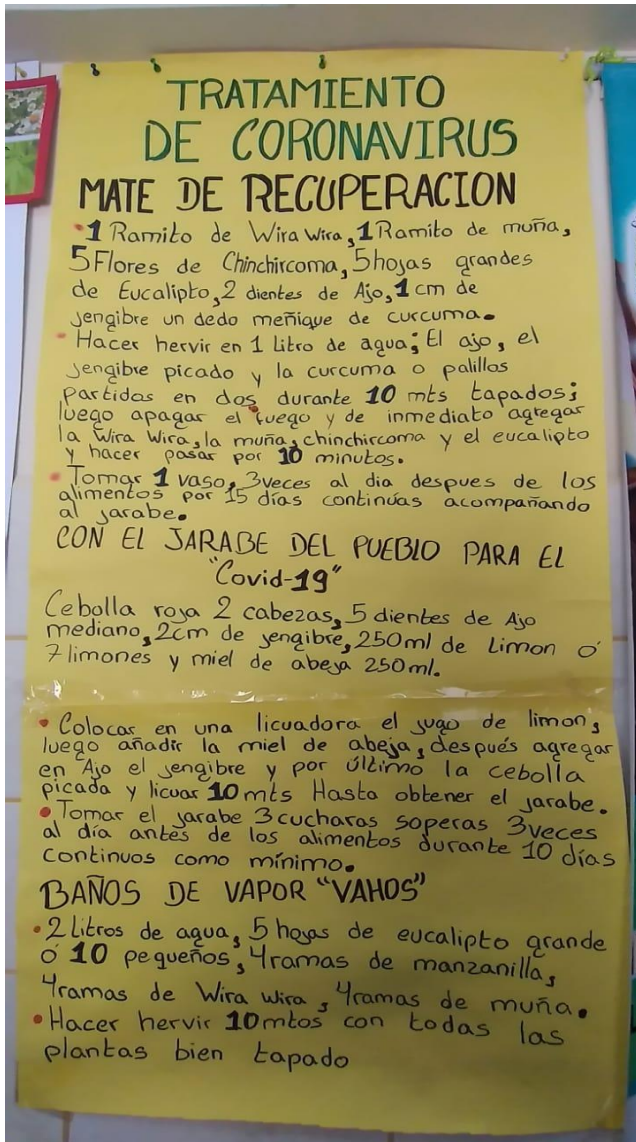 TRATAMIENTO
DE CORONAVIRUS
MATE DE RECUPERACION
•1 Ramito de Wira Wira, 1 Ramito de muña,
5 Flores de Chinchircoma, 5 hojas grandes
de Eucalipto, 2 dientes de Ajo, 1 cm de
jengibre un dedo meñique de curcuma.
• Hacer hervir en 1 Litro de agua; El ajo, el
jengibre picado y la curcuma o palillos
partidos en dos durante 10 mts tapados;
luego apagar el fuego y de inmediato agregar
la Wira Wira, la muña, chinchircoma y el eucalipto
y hacer pasar por 10 minutos.
• Tomar 1 vaso, 3 veces al dia despues de los
alimentos por 15 días continúas acompañando
al jarabe.
CON EL JARABE DEL PUEBLO PARA EL
"Covid-19"
Cebolla roja 2 cabezas, 5 dientes de Ajo
mediano, 2cm de jengibre, 250ml de Limon ó
7 limones y miel de abeja 250ml.
• Colocar en una licuadora el jugo de limon,
luego añadir la miel de abeja, después agregar
en Ajo el jengibre y por último la cebolla
picada y licuar 10 mts Hasta obtener el jarabe.
• Tomar el jarabe 3 cucharas soperas 3 veces
al día antes de los alimentos durante 10 días
continuos como mínimo.
BAÑOS DE VAPOR "VAHOS"
• 2 Litros de agua, 5 hojas de eucalipto grande
ó 10 pequeños, 4 ramas de manzanilla,
4 ramas de Wira wira, 4 ramas de muña.
• Hacer hervir 10 mtos con todas las
plantas bien tapado